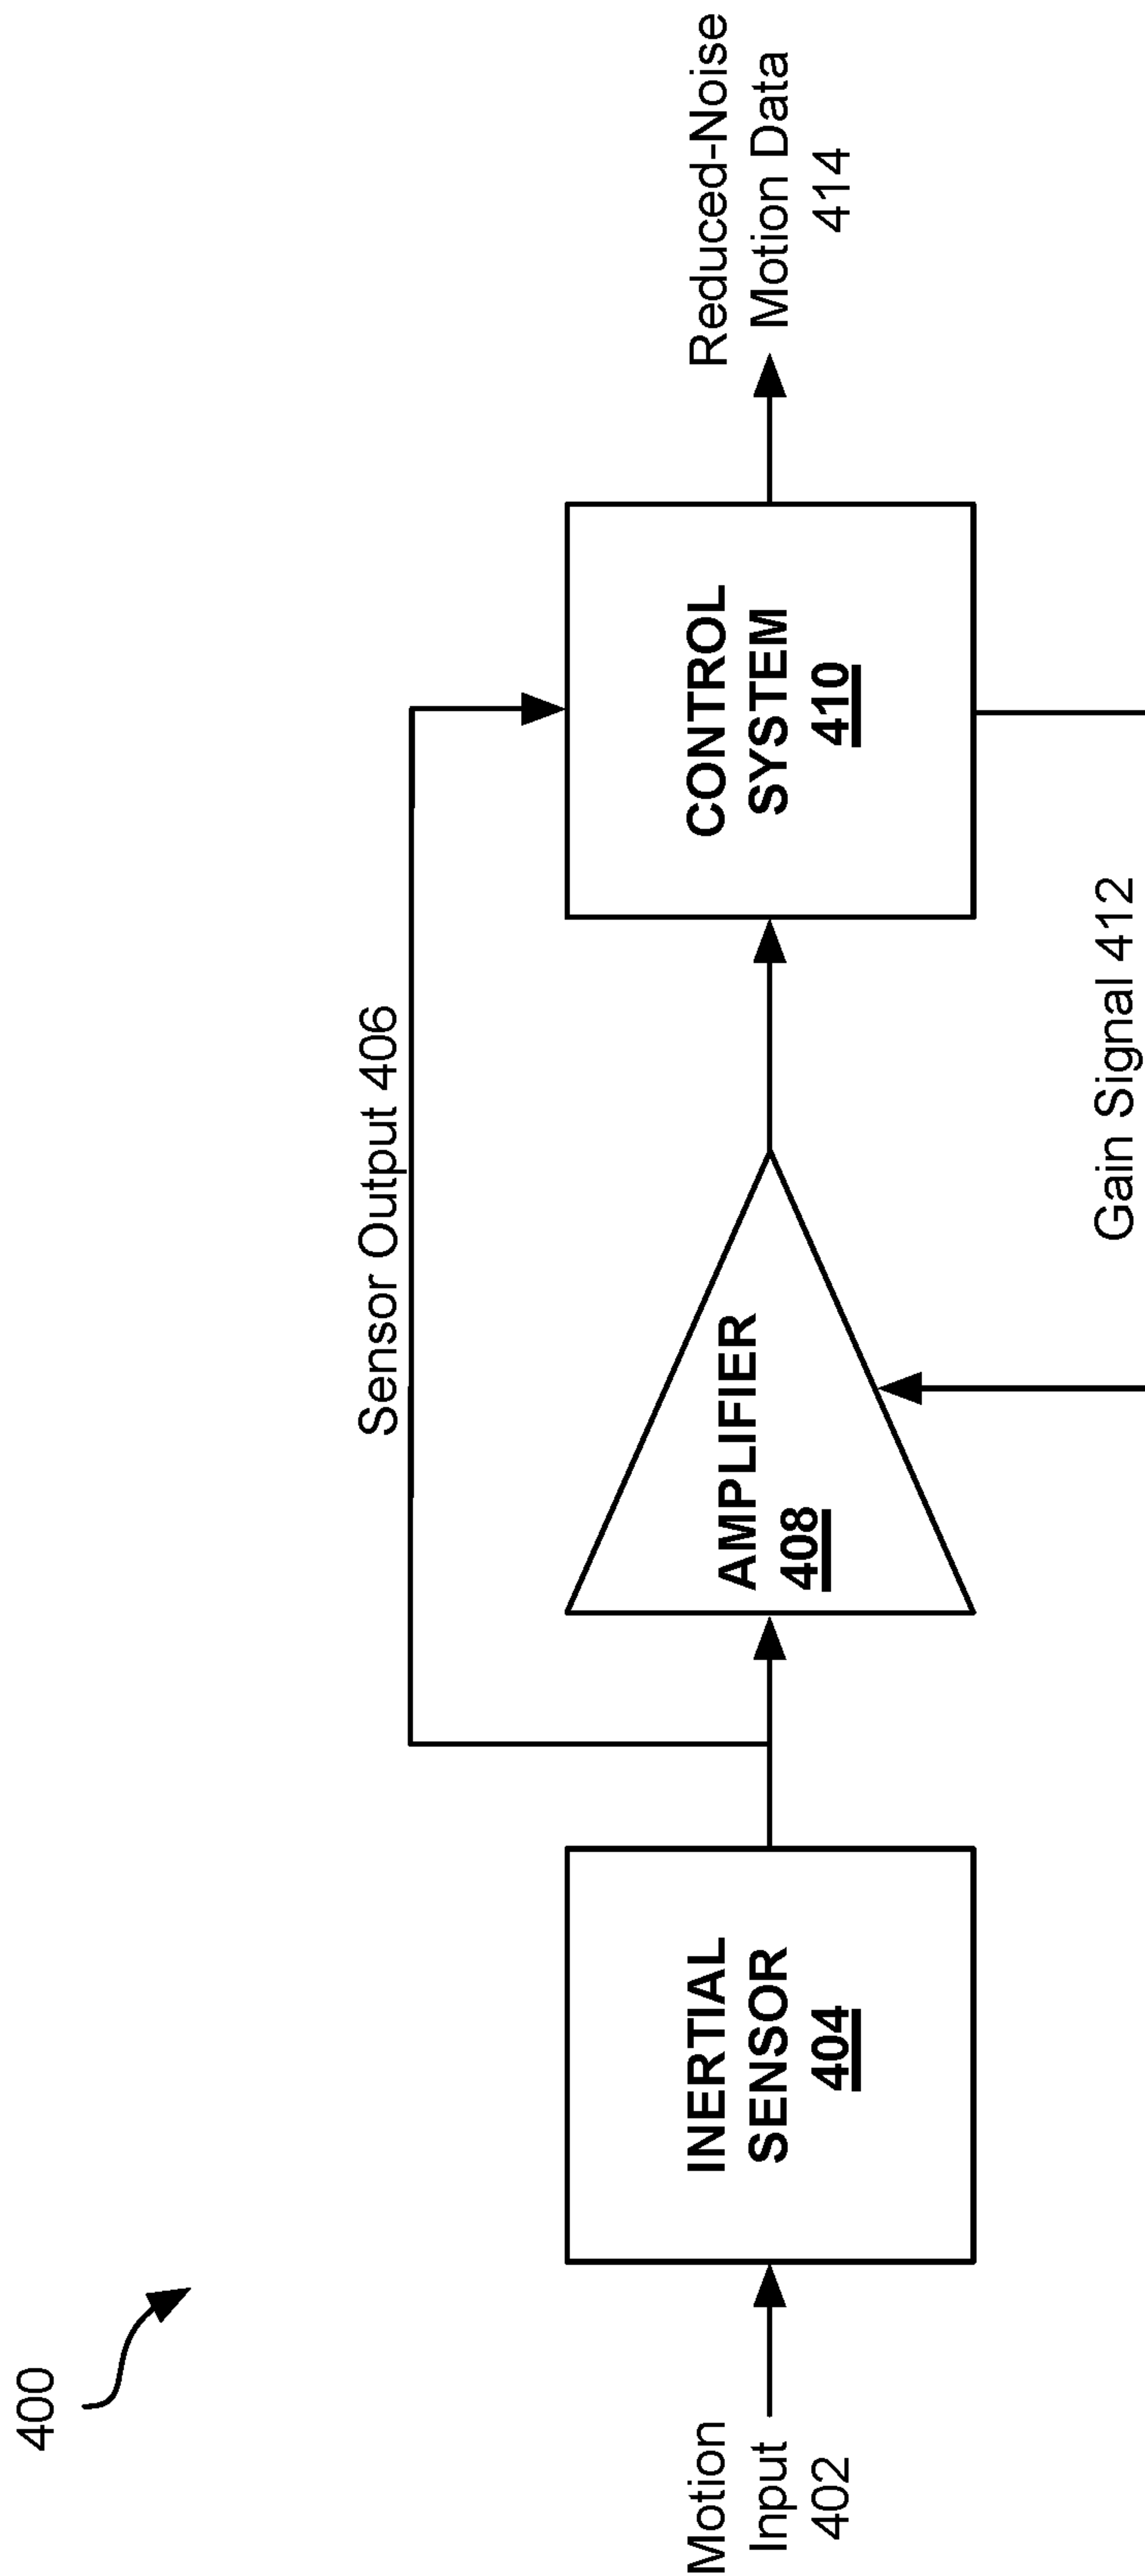 400
Sensor Output 406
Motion
Input
402
INERTIAL
SENSOR
404
AMPLIFIER
408
CONTROL
SYSTEM
410
Reduced-Noise
Motion Data
414
Gain Signal 412